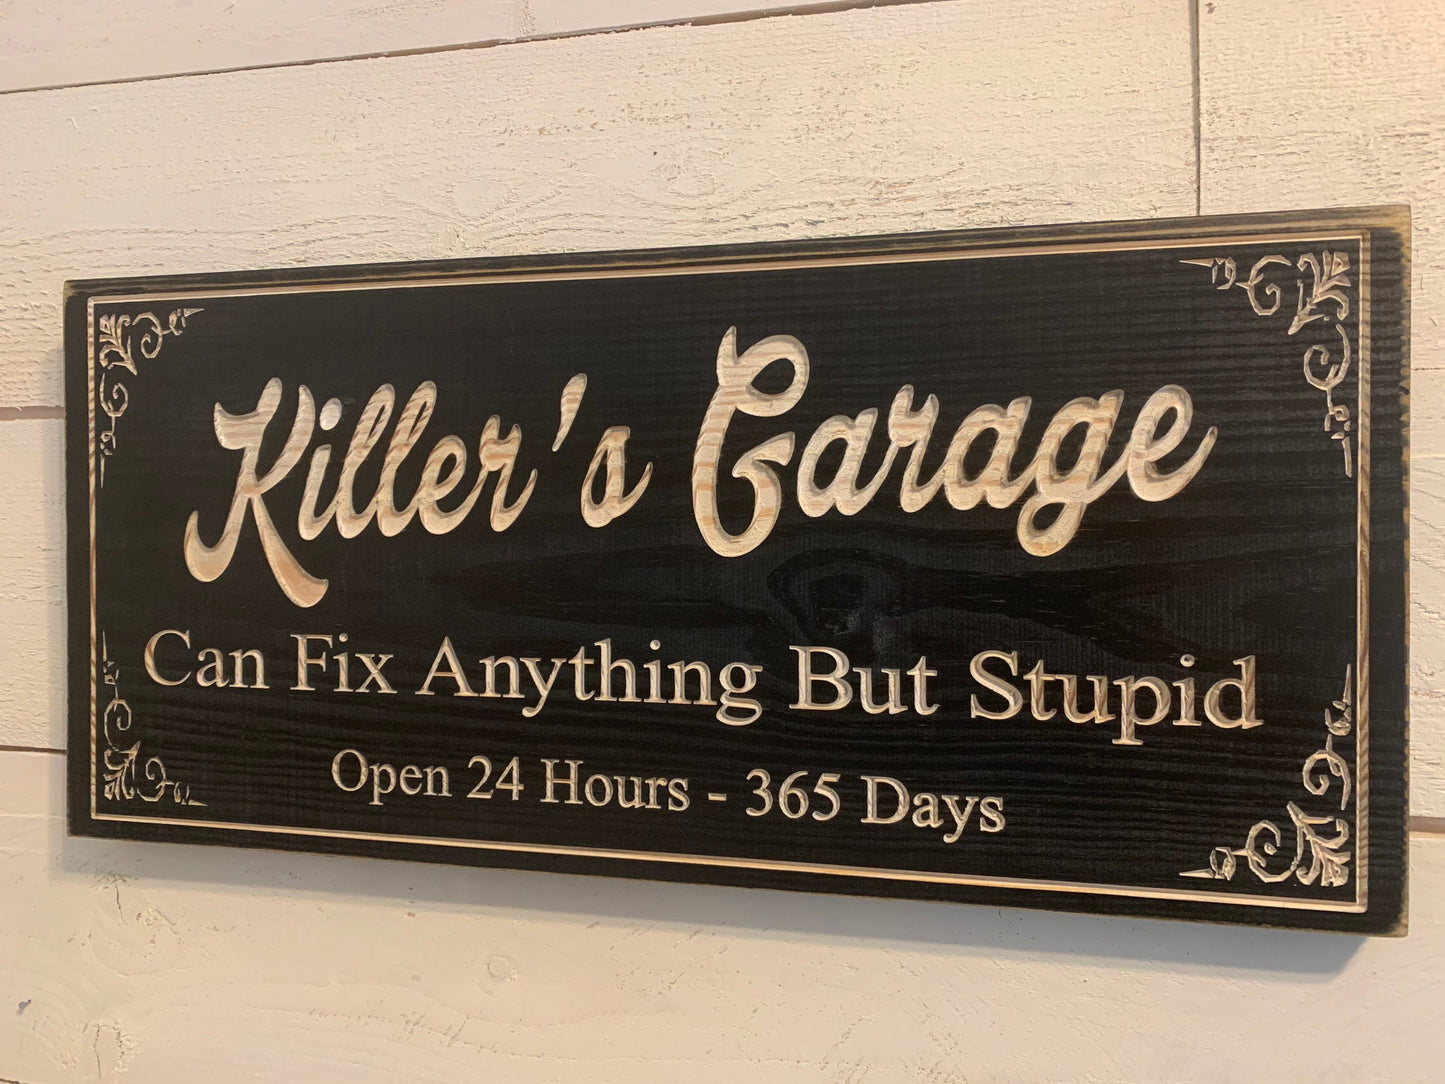 Killer's Garage
Can Fix Anything But Stupid
Open 24 Hours - 365 Days